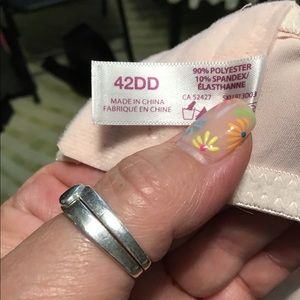 42DD
MADE IN CHINA
FABRIQUÉ EN CHINE
90% POLYESTER
10% SPANDEX/
ÉLASTHANNE
CA 52427